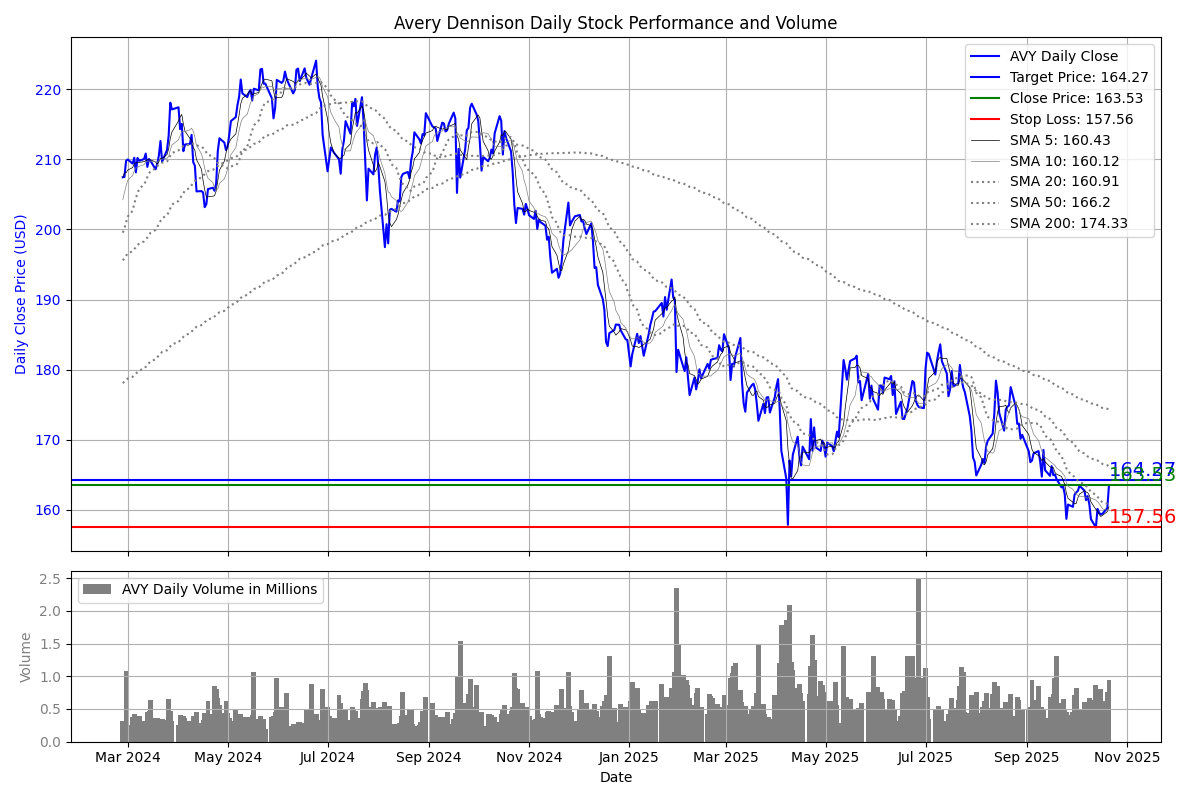 Avery Dennison Daily Stock Performance and Volume
Daily Close Price (USD)
220
210
200
190
180
170
160
AVY Daily Close
Target Price: 164.27
Close Price: 163.53
Stop Loss: 157.56
SMA 5: 160.43
SMA 10: 160.12
SMA 20: 160.91
SMA 50: 166.2
SMA 200: 174.33
164.27
163.53
157.56
Volume
2.5
2.0
1.5
1.0
0.5
0.0
AVY Daily Volume in Millions
Mar 2024 May 2024 Jul 2024 Sep 2024 Nov 2024 Jan 2025 Mar 2025 May 2025 Jul 2025 Sep 2025 Nov 2025
Date